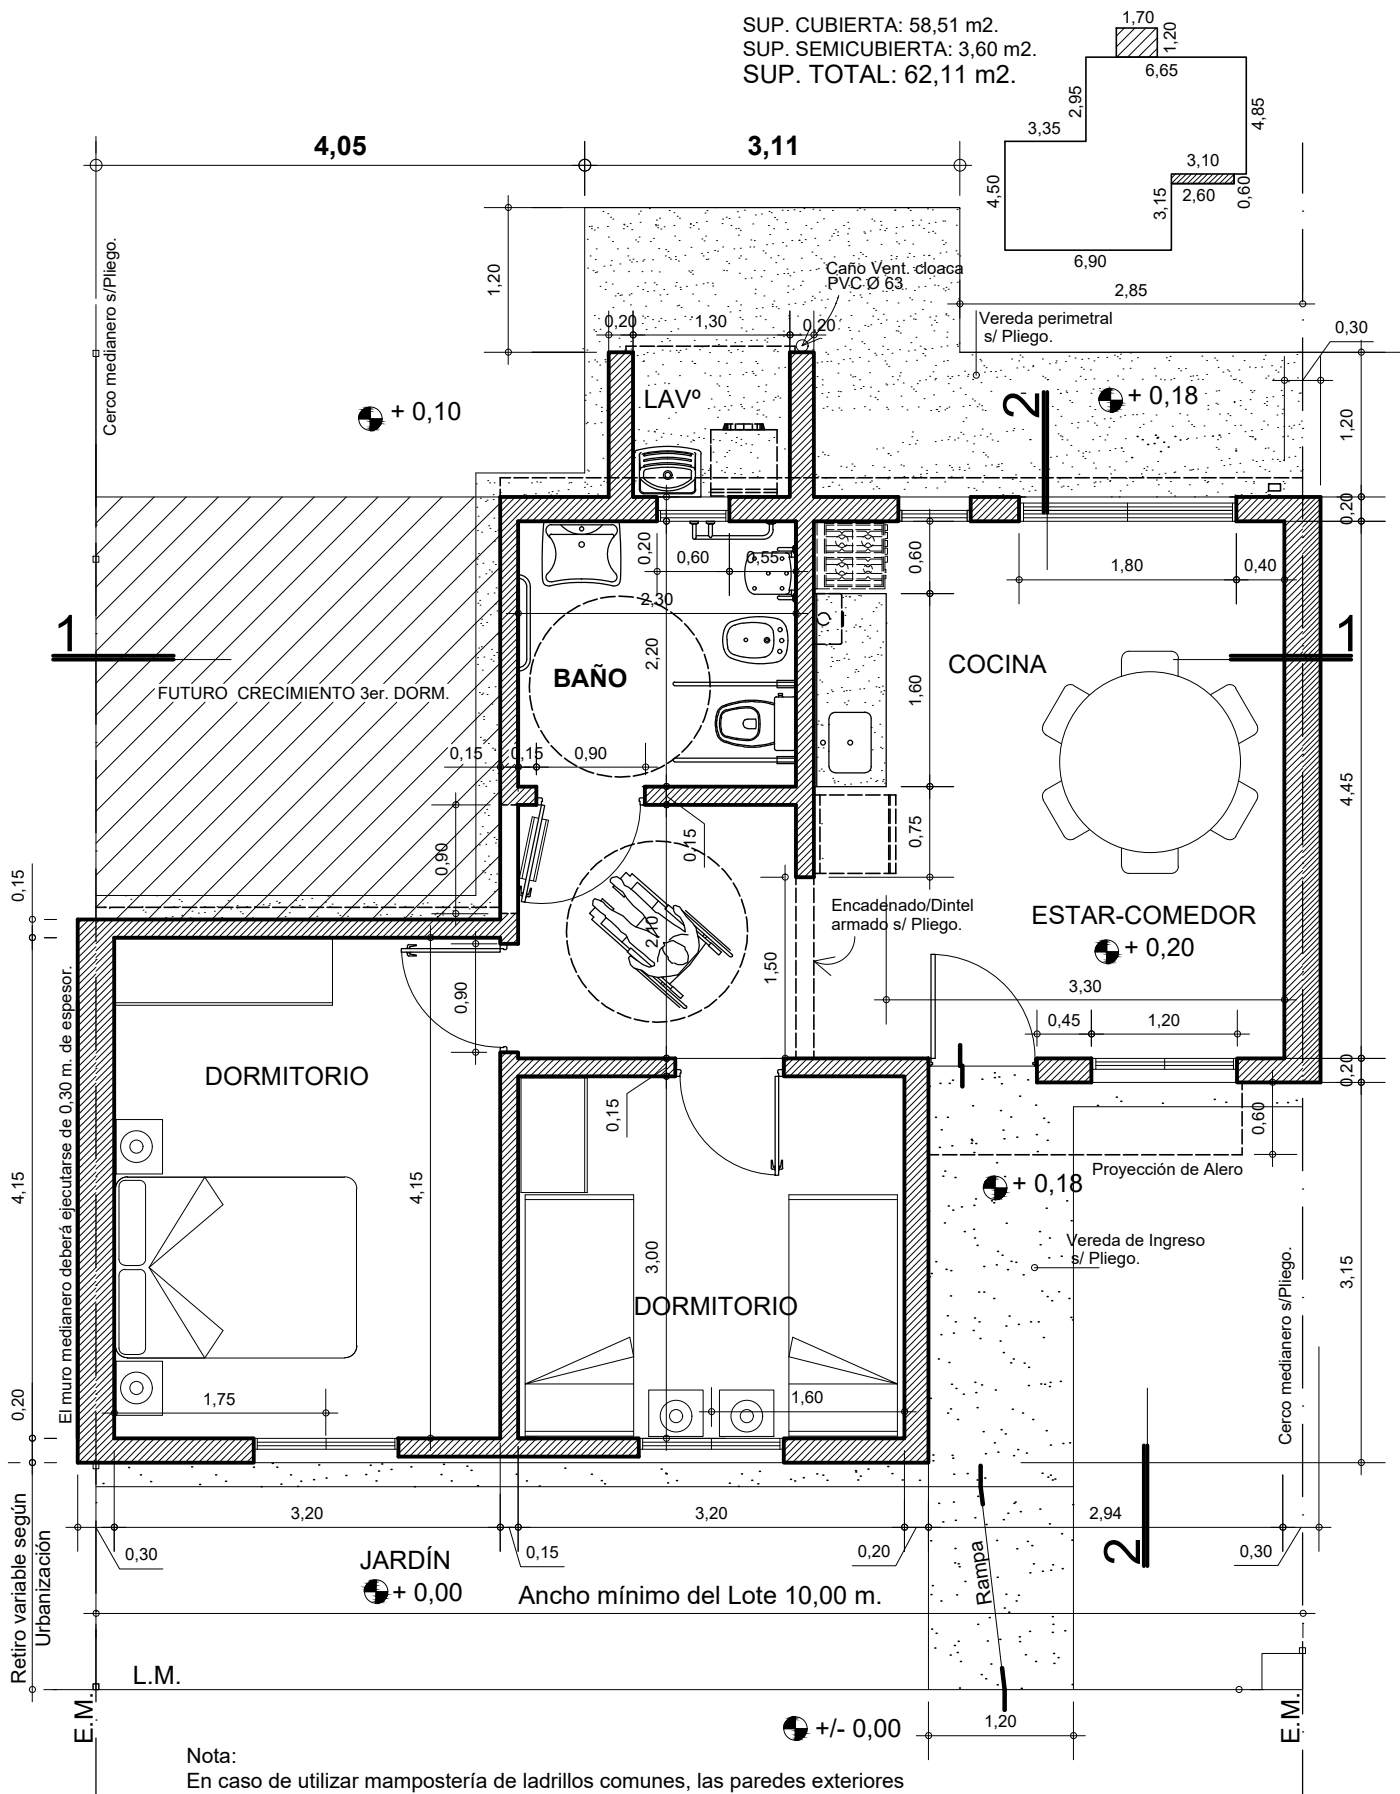 SUP. CUBIERTA: 58,51 m2.
SUP. SEMICUBIERTA: 3,60 m2.
SUP. TOTAL: 62,11 m2.
1,70
1,20
6,65
2,95
4,85
3,35
3,10
4,50
3,15
2,60
0,60
6,90
4,05
3,11
2,85
Cerco medianero s/Pliego.
1,20
Caño Vent. cloaca
PVC Ø 63
Vereda perimetral
s/ Pliego.
0,30
0,20
1,30
0,20
LAVº
+ 0,10
2
+ 0,18
1,20
0,20
0,20
0,60
0,55
0,60
1,80
0,40
2,30
1
1
2,20
BAÑO
COCINA
FUTURO CRECIMIENTO 3er. DORM.
1,60
0,15
0,15
0,90
4,45
0,90
0,15
0,75
0,15
Encadenado/Dintel
armado s/ Pliego.
ESTAR-COMEDOR
+ 0,20
2,10
1,50
0,90
3,30
0,45
1,20
0,20
El muro medianero deberá ejecutarse de 0,30 m. de espesor.
DORMITORIO
0,15
0,60
Proyección de Alero
+ 0,18
4,15
4,15
Vereda de Ingreso
s/ Pliego.
3,00
3,15
DORMITORIO
Cerco medianero s/Pliego.
1,75
1,60
0,20
Retiro variable según
Urbanización
3,20
3,20
2,94
0,30
0,15
0,20
0,30
2
JARDÍN
+ 0,00
Ancho mínimo del Lote 10,00 m.
Rampa
L.M.
E.M.
E.M.
+/- 0,00
1,20
Nota:
En caso de utilizar mampostería de ladrillos comunes, las paredes exteriores